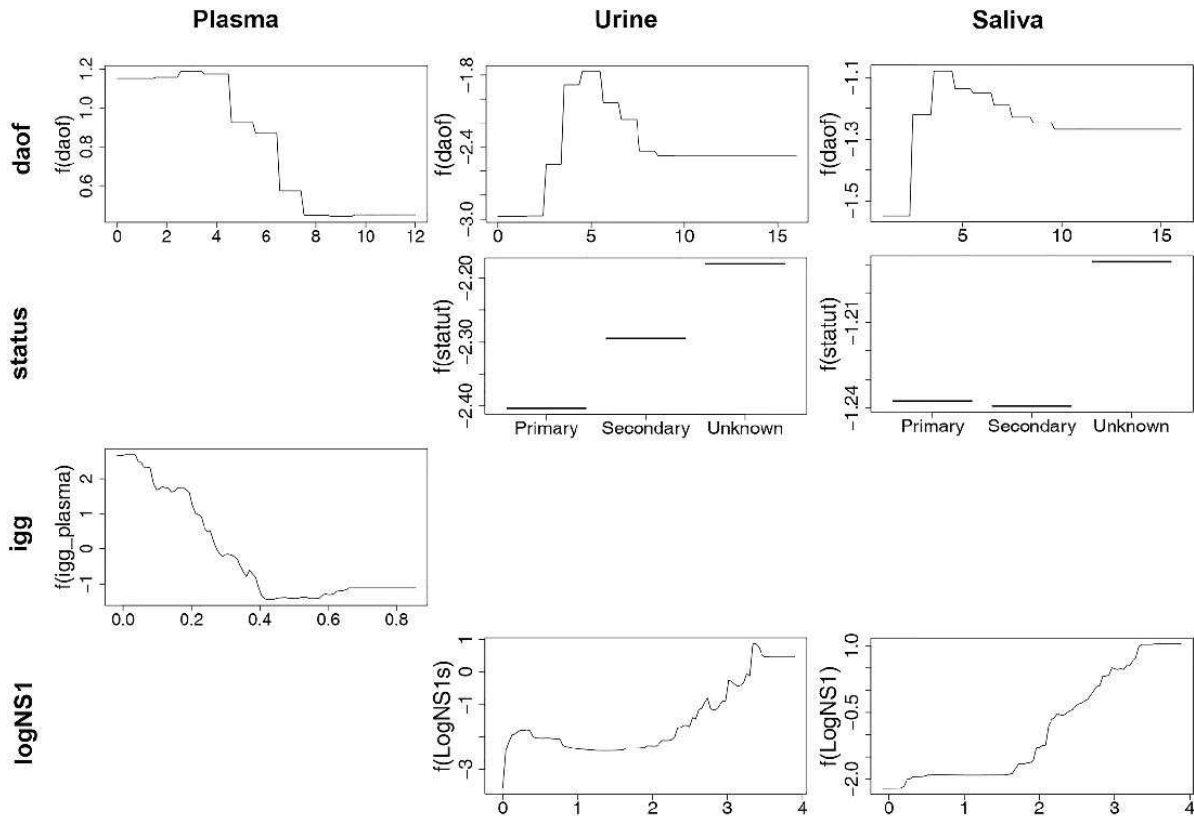 Plasma Urine Saliva
daof
f(daof)
1.2
1.0
0.8
0.6
0 2 4 6 8 10 12
f(daof)
-1.8
-2.4
-3.0
0 5 10 15
f(daof)
-1.1
-1.3
-1.5
5 10 15
status
f(statut)
-2.20
-2.30
-2.40
Primary Secondary Unknown
f(statut)
-1.21
-1.24
Primary Secondary Unknown
igg
f(igg_plasma)
2
1
0
-1
0.0 0.2 0.4 0.6 0.8
logNS1
f(LogNS1s)
1
0
-1
-3
0 1 2 3 4
f(LogNS1)
1.0
-0.5
-2.0
0 1 2 3 4